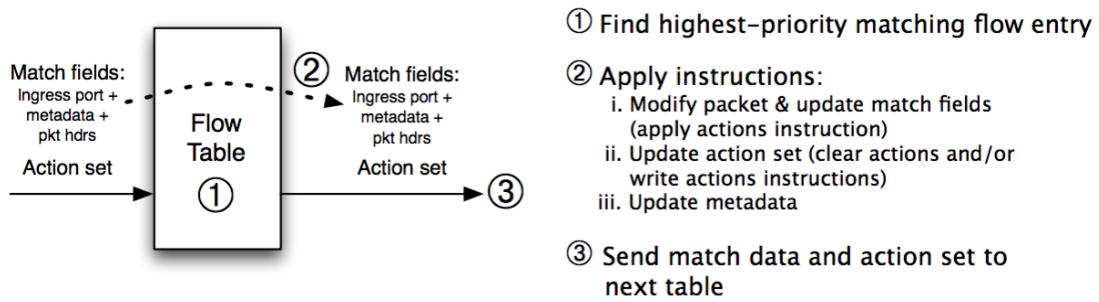 Match fields:
Ingress port +
metadata +
pkt hdrs
Action set
Flow
Table
①
②
Match fields:
Ingress port +
metadata +
pkt hdrs
Action set
③
① Find highest–priority matching flow entry
② Apply instructions:
i. Modify packet & update match fields
(apply actions instruction)
ii. Update action set (clear actions and/or
write actions instructions)
iii. Update metadata
③ Send match data and action set to
next table